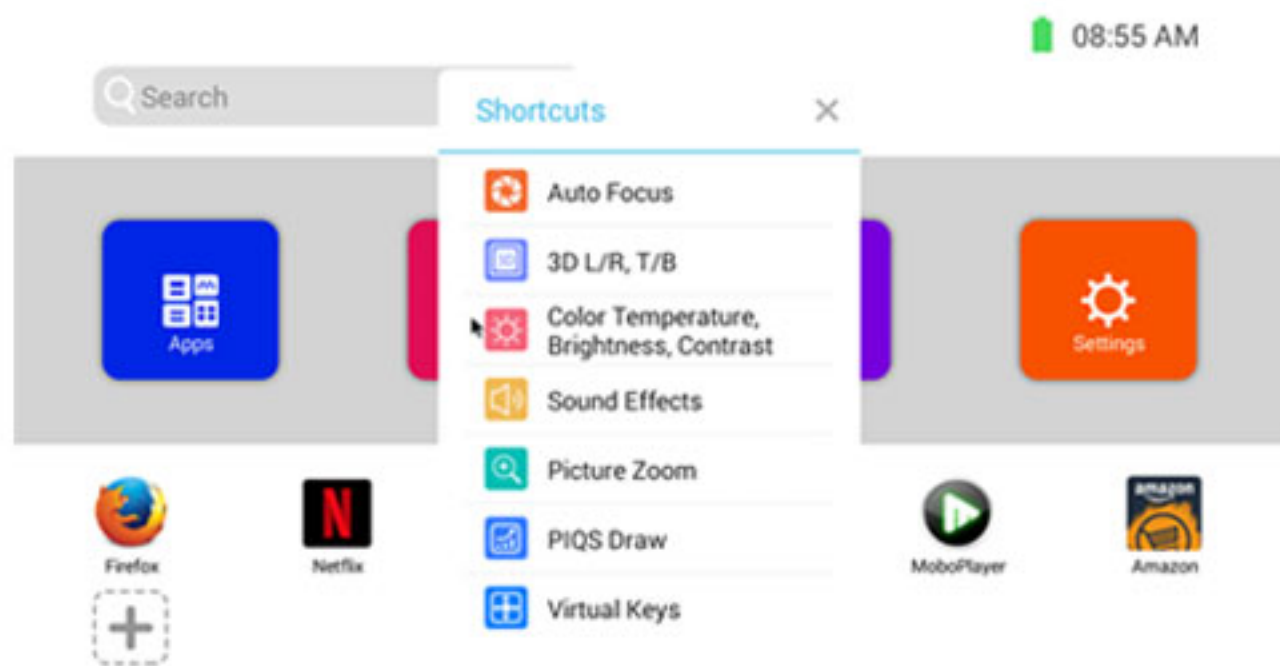 08:55 AM
Search
Shortcuts
Auto Focus
3D L/R, T/B
Color Temperature,
Brightness, Contrast
Sound Effects
Picture Zoom
PIQS Draw
Virtual Keys
Apps
Settings
Firefox
N
Netflix
MoboPlayer
amazon
Amazon